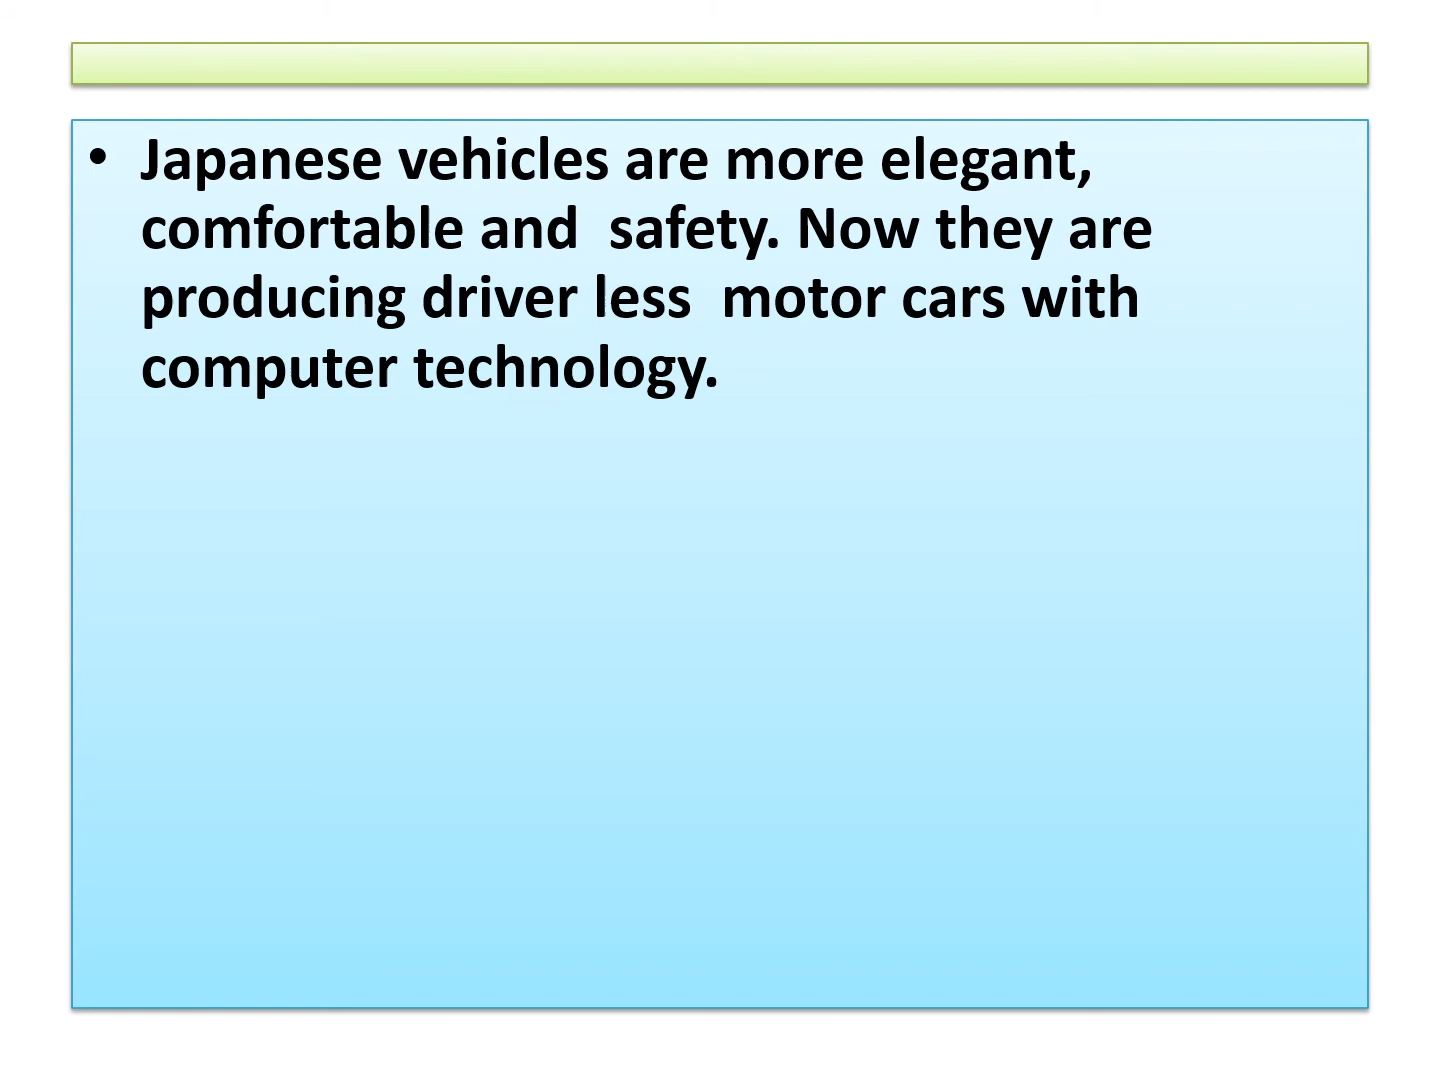 • Japanese vehicles are more elegant,
comfortable and  safety. Now they are
producing driver less  motor cars with
computer technology.